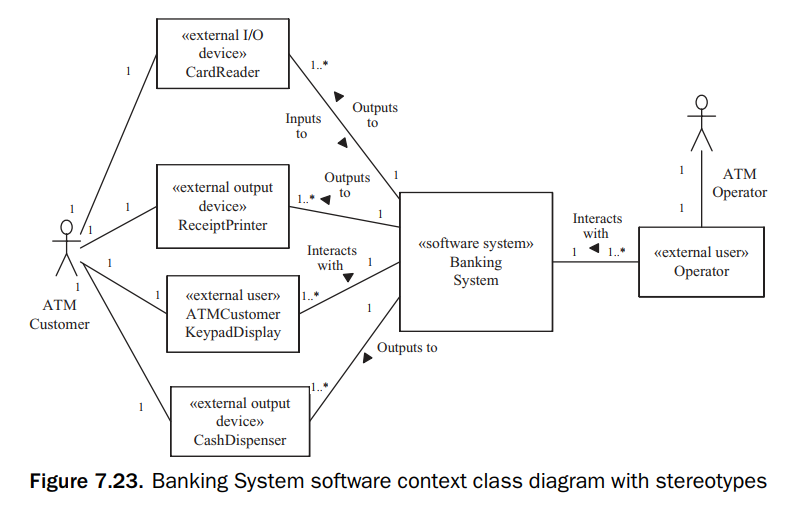 «external I/O
device»
CardReader
1
1..*
Outputs
to
Inputs
to
1
«external output
device»
ReceiptPrinter
1
1..*
Outputs
to
1
1
1
1
1
ATM
Customer
«external user»
ATMCustomer
KeypadDisplay
1
1..*
Interacts
with
1
«software system»
Banking
System
1
Outputs to
«external output
device»
CashDispenser
1
1..*
Interacts
with
1
1..*
«external user»
Operator
1
1
ATM
Operator
Figure 7.23. Banking System software context class diagram with stereotypes